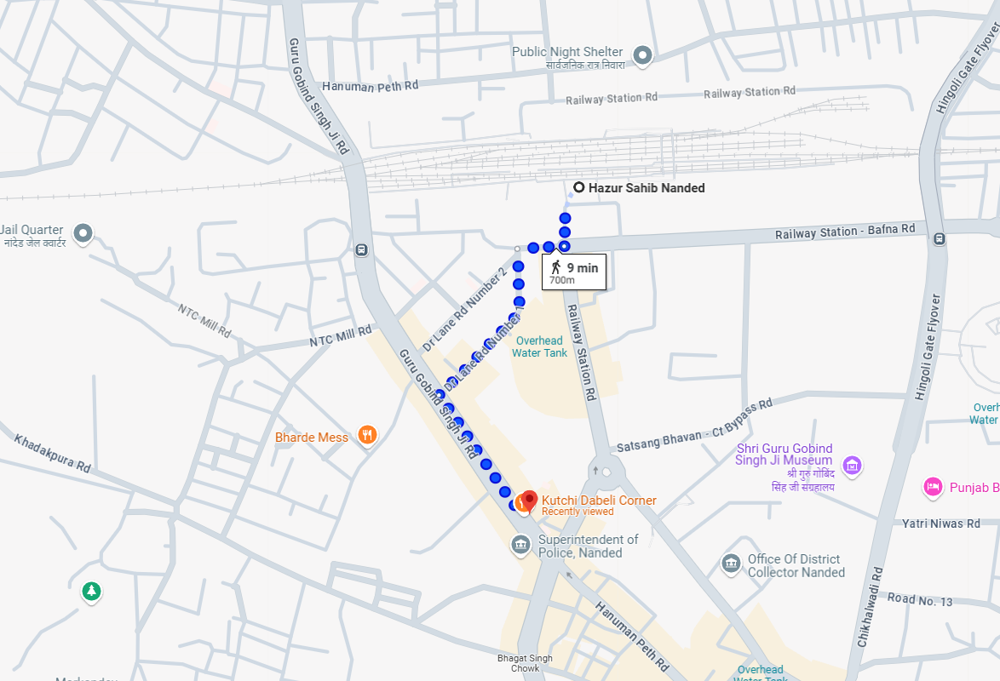 Guru Gobind Singh Ji Rd
Hanuman Peth Rd
Public Night Shelter
सार्वजनिक रात्र निवारा
Railway Station Rd
Railway Station Rd
Hingoli Gate Flyover
Hazur Sahib Nanded
Jail Quarter
नांदेड जेल क्वार्टर
Railway Station - Bafna Rd
9 min
700m
Dr Lane Rd Number 2
NTC Mill Rd
NTC Mill Rd
Dr Lane Rd Number 1
Overhead
Water Tank
Railway Station Rd
Hingoli Gate Flyover
Guru Gobind Singh Ji Rd
Satsang Bhavan - Ct Bypass Rd
Overh
Water
Bharde Mess
Khadakpura Rd
Shri Guru Gobind
Singh Ji Museum
श्री गुरु गोबिंद
सिंह जी संग्रहालय
Punjab B
Kutchi Dabeli Corner
Recently viewed
Yatri Niwas Rd
Superintendent of
Police, Nanded
Office Of District
Collector Nanded
Chikhalwadi Rd
Road No. 13
Hanuman Peth Rd
Bhagat Singh
Chowk
Overhead
Water Tank